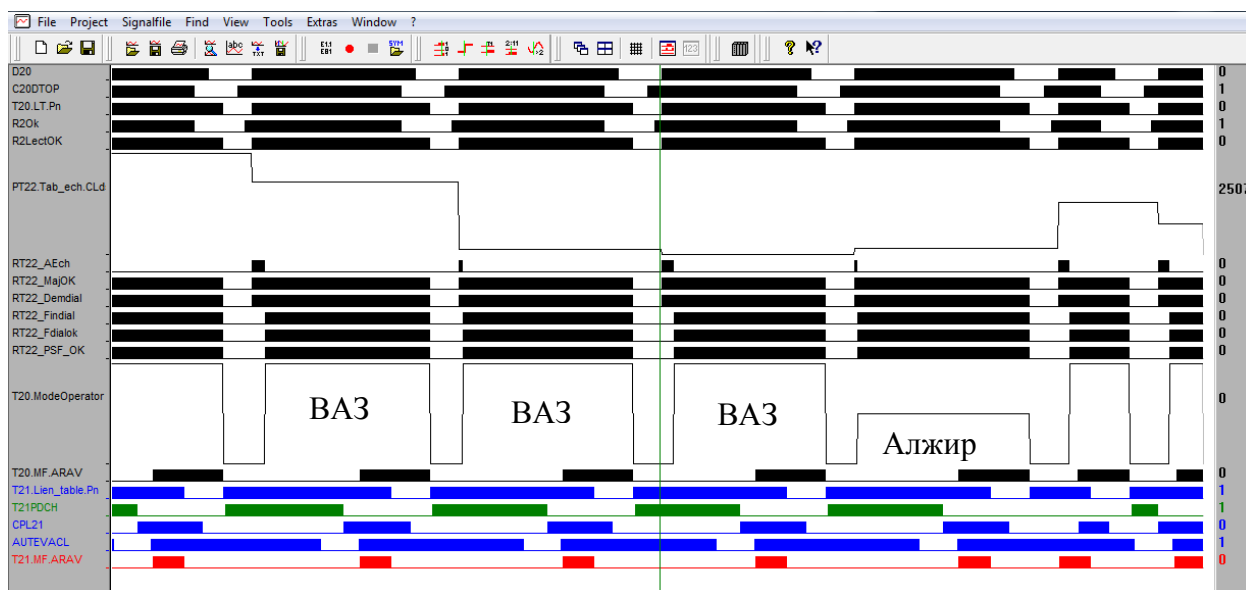 File Project Signalfile Find View Tools Extras Window ?
D20 0
C20DTOP 1
T20.LT.Pn 0
R2Ok 1
R2LectOK 0
PT22.Tab_ech.CLd 2507
RT22_AEch 0
RT22_MajOK 0
RT22_Demdial 0
RT22_Findial 0
RT22_Fdialok 0
RT22_PSF_OK 0
T20.ModeOperator 0
ВАЗ ВАЗ ВАЗ
Алжир
T20.MF.ARAV 0
T21.Lien_table.Pn 1
T21PDCH 1
CPL21 0
AUTEVACL 1
T21.MF.ARAV 0